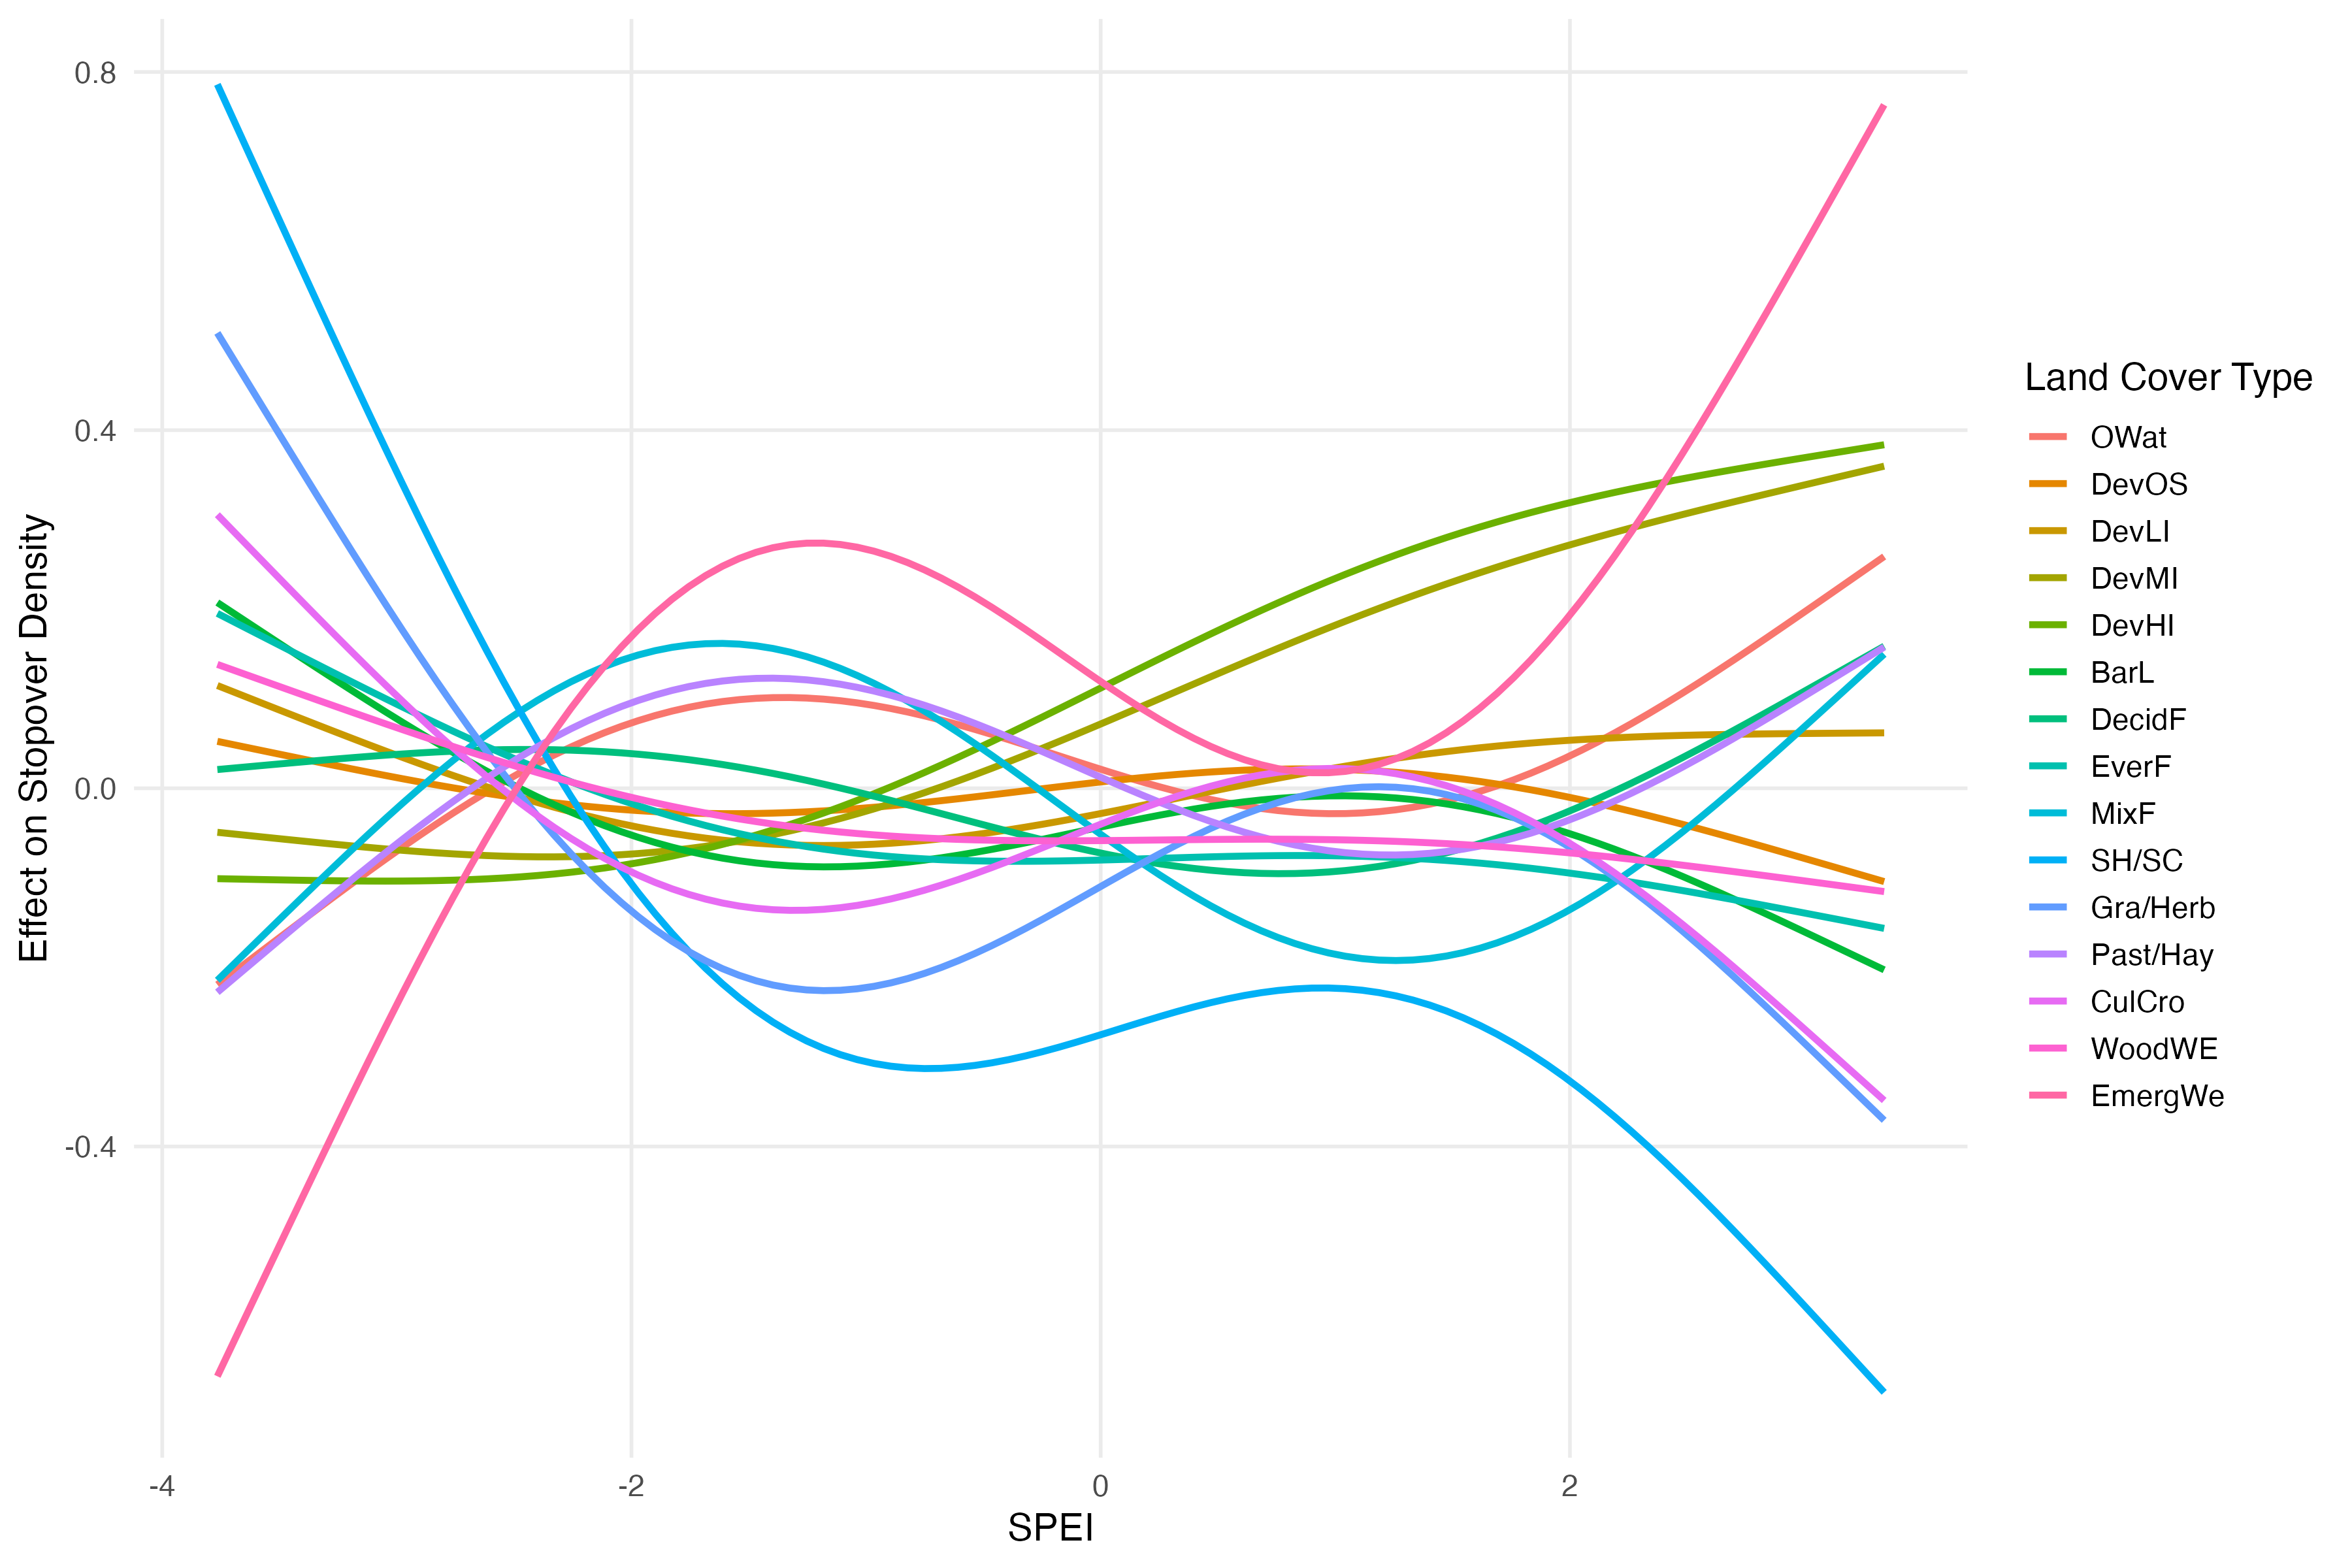 Effect on Stopover Density
0.8
0.4
0.0
-0.4
-4
-2
0
2
SPEI
Land Cover Type
OWat
DevOS
DevLI
DevMI
DevHI
BarL
DecidF
EverF
MixF
SH/SC
Gra/Herb
Past/Hay
CulCro
WoodWE
EmergWe